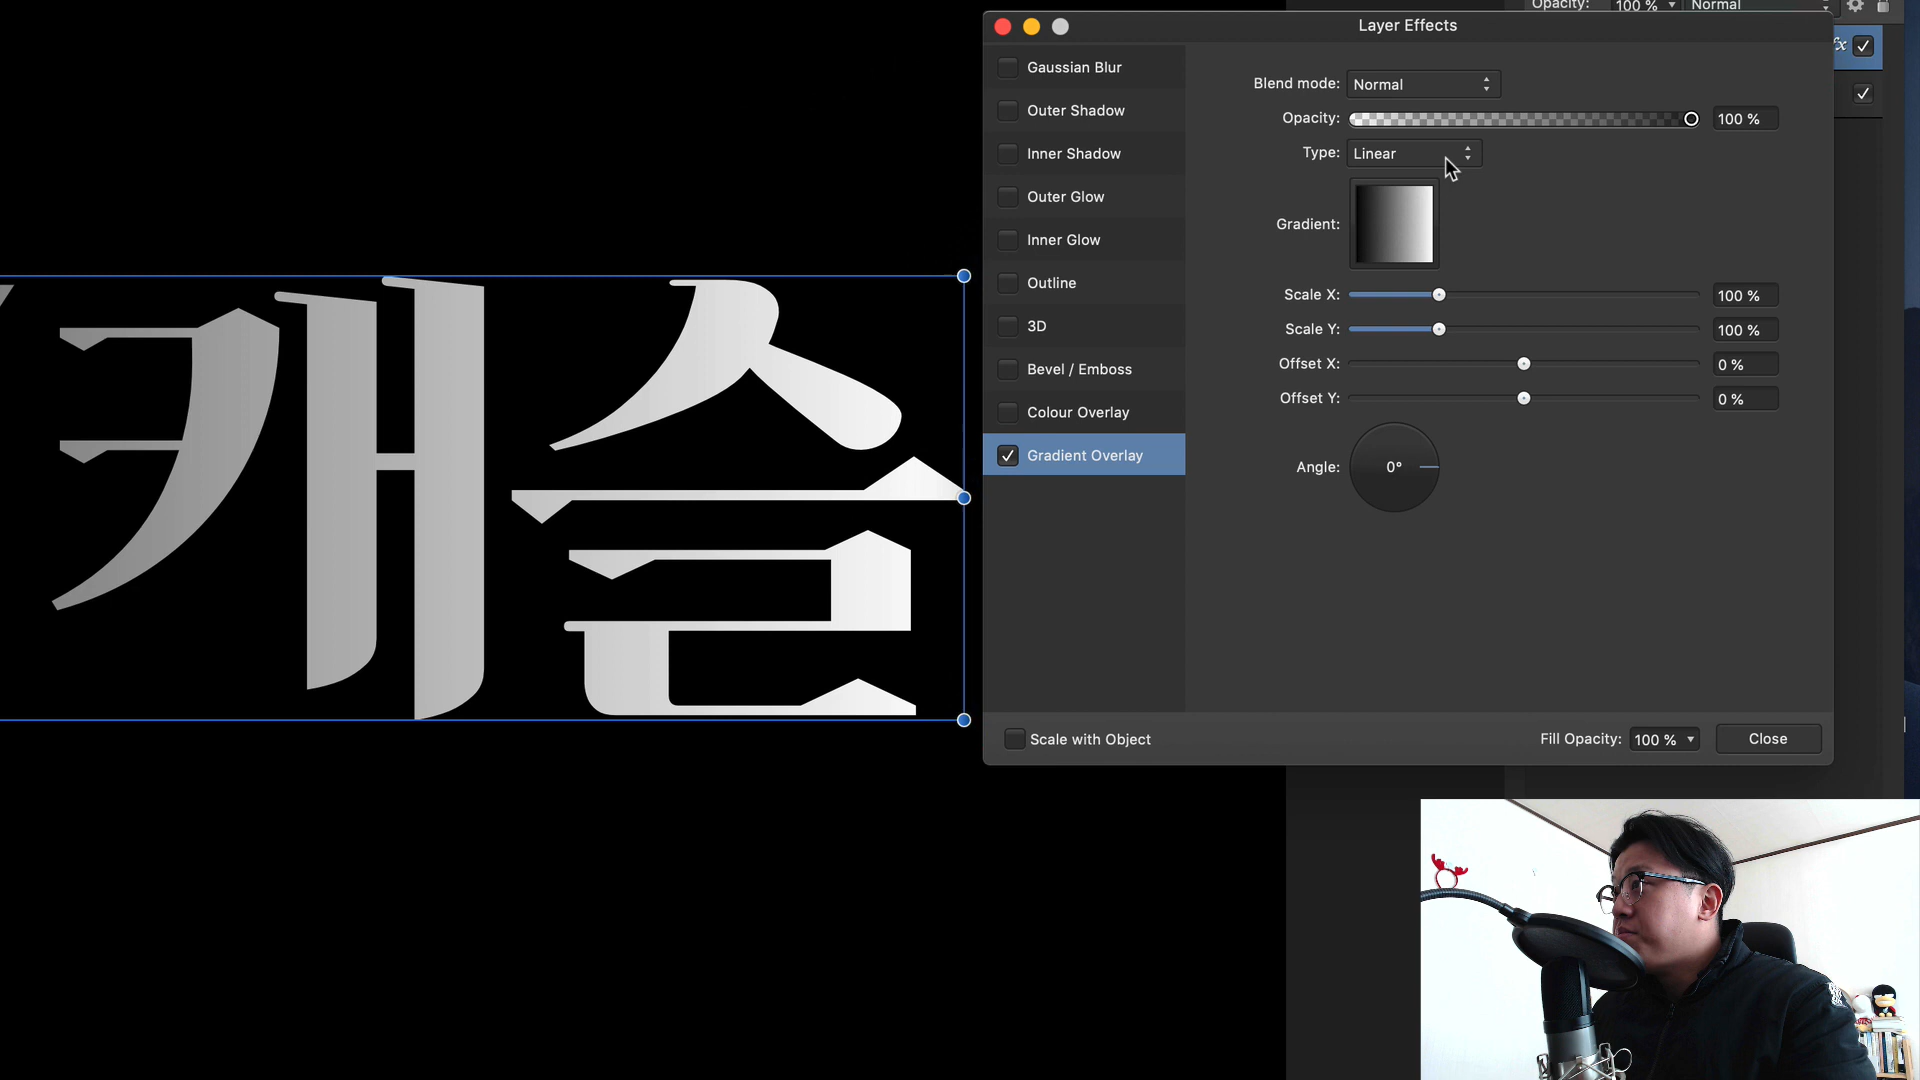 Opacity: 100 % Normal
Layer Effects
fx
Gaussian Blur
Outer Shadow
Inner Shadow
Outer Glow
Inner Glow
Outline
3D
Bevel / Emboss
Colour Overlay
Gradient Overlay
Blend mode: Normal
Opacity: 100 %
Type: Linear
Gradient:
Scale X: 100 %
Scale Y: 100 %
Offset X: 0 %
Offset Y: 0 %
Angle: 0°
Scale with Object
Fill Opacity: 100 %
Close
캐슬